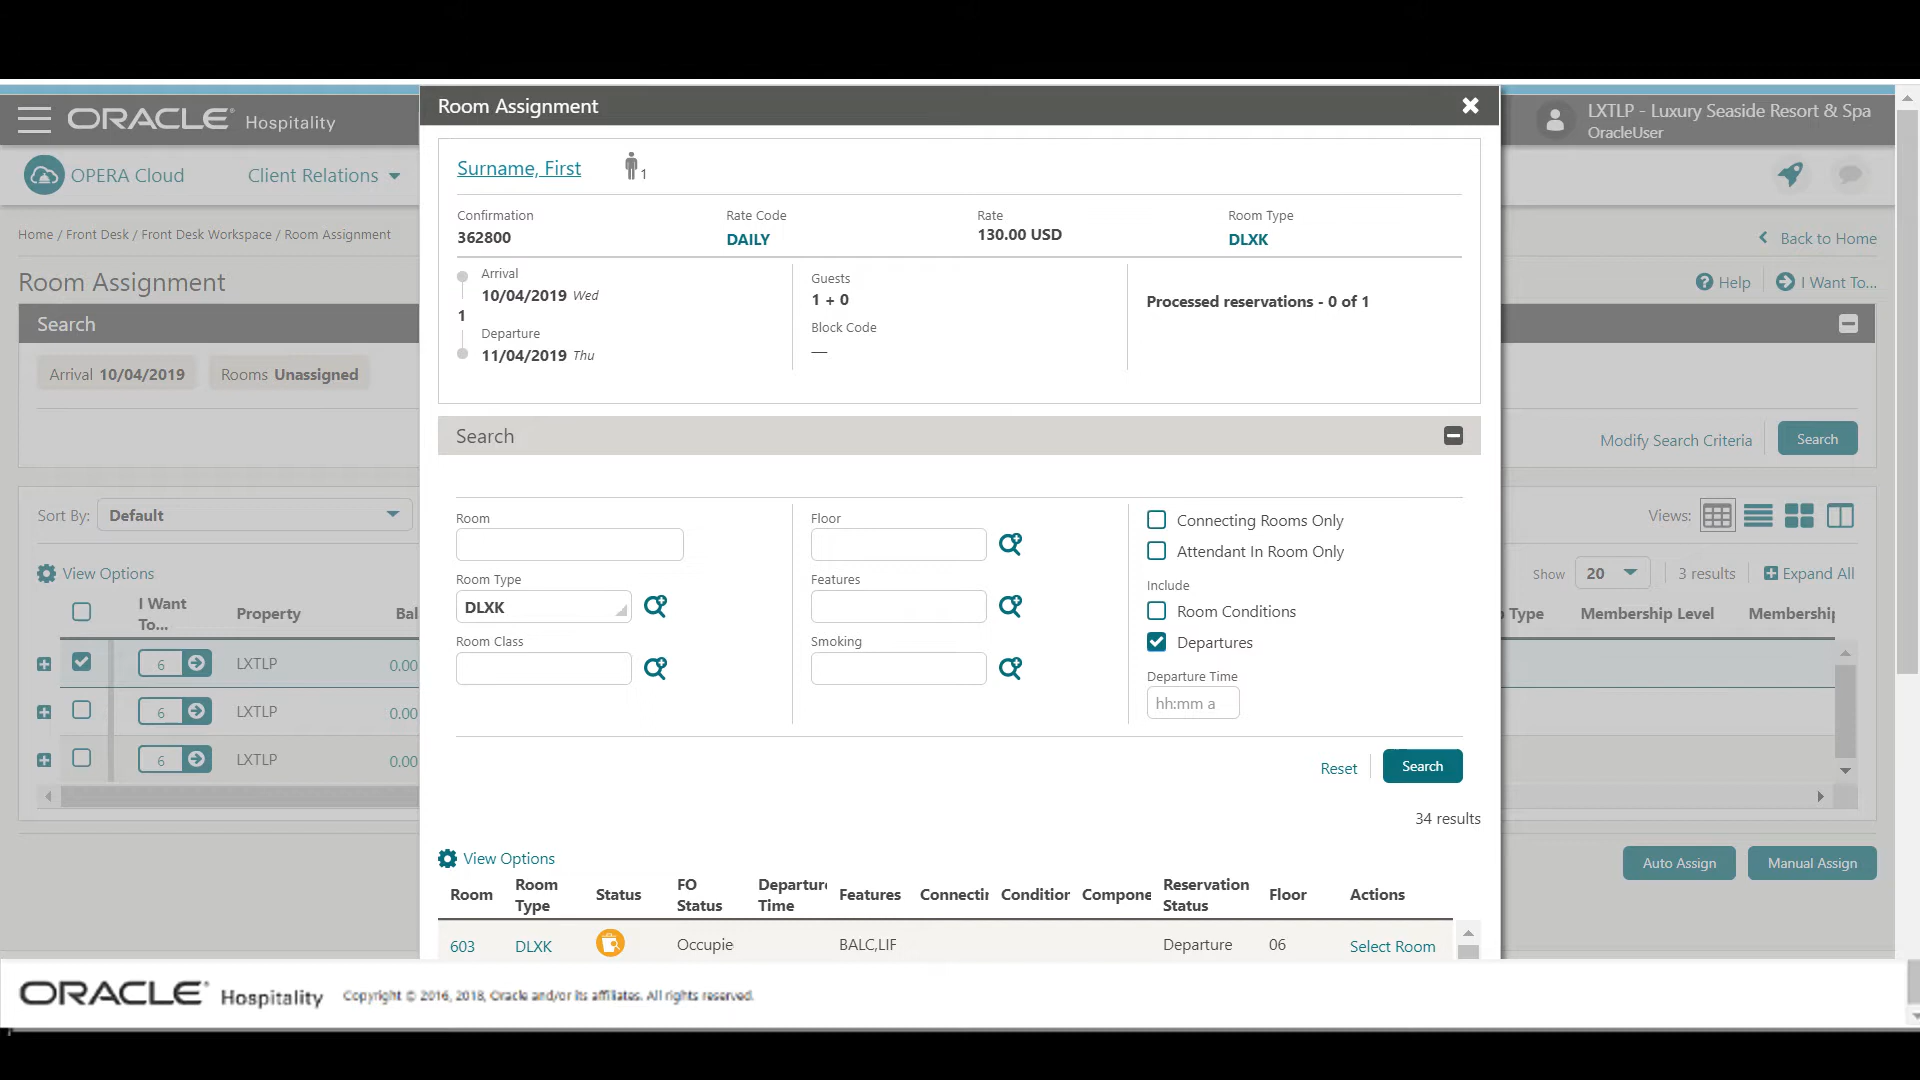 Room Assignment
ORACLE Hospitality
LXTLP - Luxury Seaside Resort & Spa
OracleUser
OPERA Cloud
Client Relations
Surname, First
1
Confirmation
362800
Rate Code
DAILY
Rate
130.00 USD
Room Type
DLXK
Home / Front Desk / Front Desk Workspace / Room Assignment
Back to Home
Room Assignment
Help
I Want To...
Arrival
10/04/2019 Wed
1
Departure
11/04/2019 Thu
Guests
1 + 0
Block Code
—
Processed reservations - 0 of 1
Search
Arrival 10/04/2019
Rooms Unassigned
Modify Search Criteria
Search
Search
Sort By:
Default
Views:
View Options
Show
20
3 results
Expand All
I Want To...
Property
Bal
Type
Membership Level
Membership
6
LXTLP
0.00
6
LXTLP
0.00
6
LXTLP
0.00
Room
Floor
Connecting Rooms Only
Attendant In Room Only
Room Type
DLXK
Features
Include
Room Conditions
Departures
Room Class
Smoking
Departure Time
hh:mm a
Reset
Search
34 results
Auto Assign
Manual Assign
View Options
Room
Room Type
Status
FO Status
Departure Time
Features
Connectin
Condition
Compone
Reservation Status
Floor
Actions
603
DLXK
Occupie
BALC,LIF
Departure
06
Select Room
ORACLE Hospitality
Copyright © 2016, 2018, Oracle and/or its affiliates. All rights reserved.